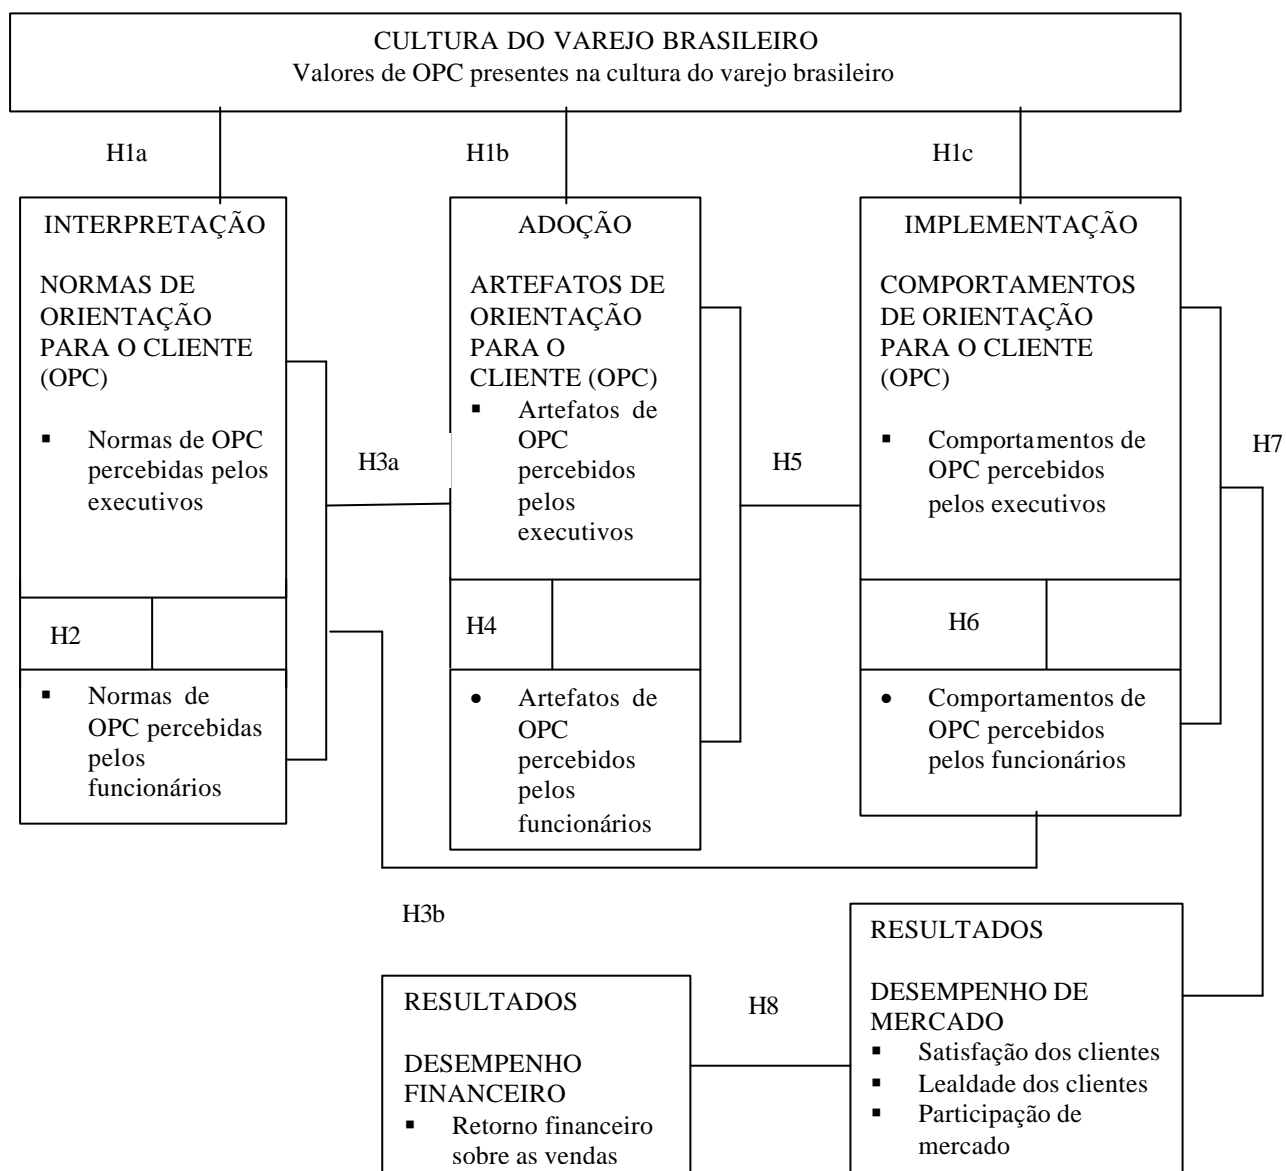 CULTURA DO VAREJO BRASILEIRO
Valores de OPC presentes na cultura do varejo brasileiro
H1a
H1b
H1c
INTERPRETAÇÃO
NORMAS DE
ORIENTAÇÃO
PARA O CLIENTE
(OPC)
▪ Normas de OPC
percebidas pelos
executivos
H2
▪ Normas de
OPC percebidas
pelos
funcionários
H3a
ADOÇÃO
ARTEFATOS DE
ORIENTAÇÃO
PARA O
CLIENTE (OPC)
▪ Artefatos de
OPC
percebidos
pelos
executivos
H4
• Artefatos de
OPC
percebidos
pelos
funcionários
H5
IMPLEMENTAÇÃO
COMPORTAMENTOS
DE ORIENTAÇÃO
PARA O CLIENTE
(OPC)
▪ Comportamentos de
OPC percebidos
pelos executivos
H6
• Comportamentos de
OPC percebidos
pelos funcionários
H7
H3b
RESULTADOS
DESEMPENHO
FINANCEIRO
▪ Retorno financeiro
sobre as vendas
H8
RESULTADOS
DESEMPENHO DE
MERCADO
▪ Satisfação dos clientes
▪ Lealdade dos clientes
▪ Participação de
mercado